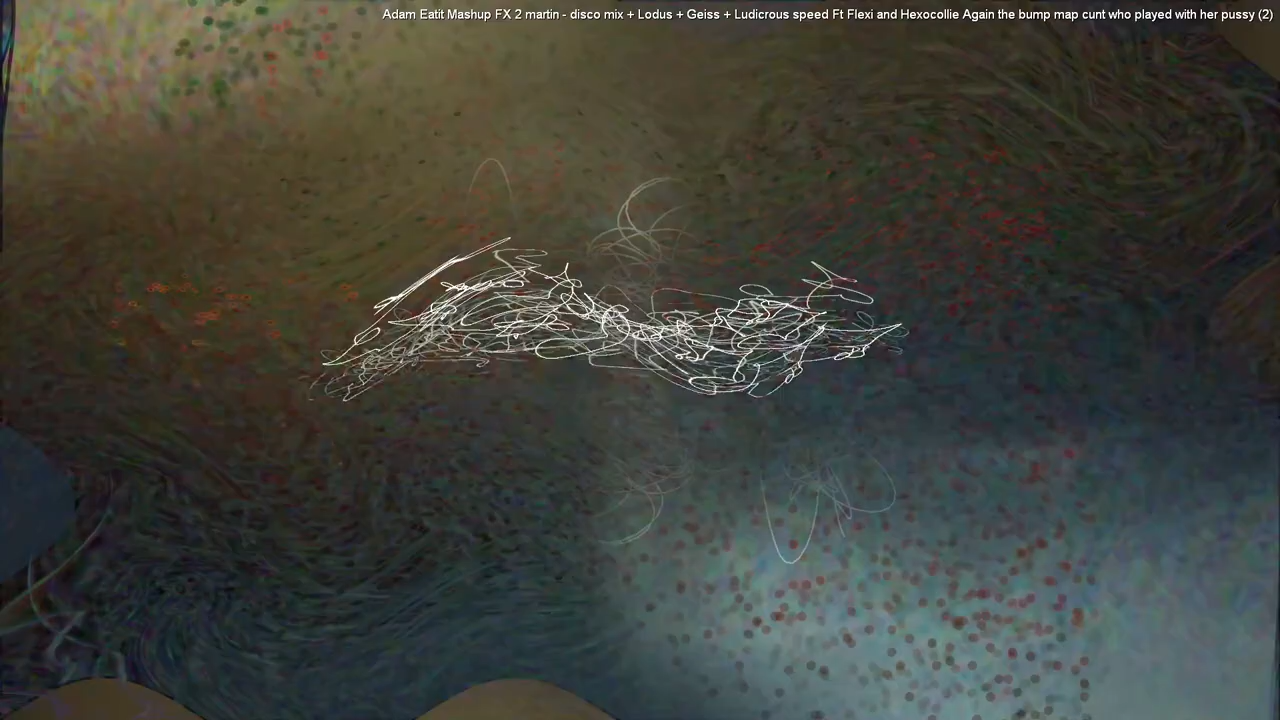 Adam Eatit Mashup FX 2 martin - disco mix + Lodus + Geiss + Ludicrous speed Ft Flexi and Hexocollie Again the bump map cunt who played with her pussy (2)